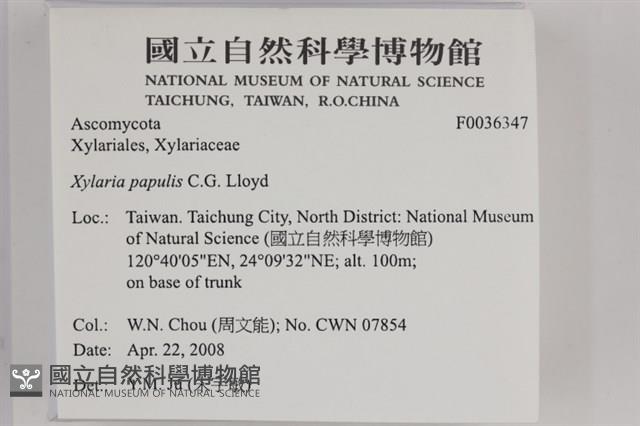 國立自然科學博物館
NATIONAL MUSEUM OF NATURAL SCIENCE
TAICHUNG, TAIWAN, R.O.CHINA
Ascomycota F0036347
Xylariales, Xylariaceae
Xylaria papulis C.G. Lloyd
Loc.: Taiwan. Taichung City, North District: National Museum
of Natural Science (國立自然科學博物館)
120°40'05"EN, 24°09'32"NE; alt. 100m;
on base of trunk
Col.: W.N. Chou (周文能); No. CWN 07854
Date: Apr. 22, 2008
Det.: Y.M. Ju
國立自然科學博物館
NATIONAL MUSEUM OF NATURAL SCIENCE